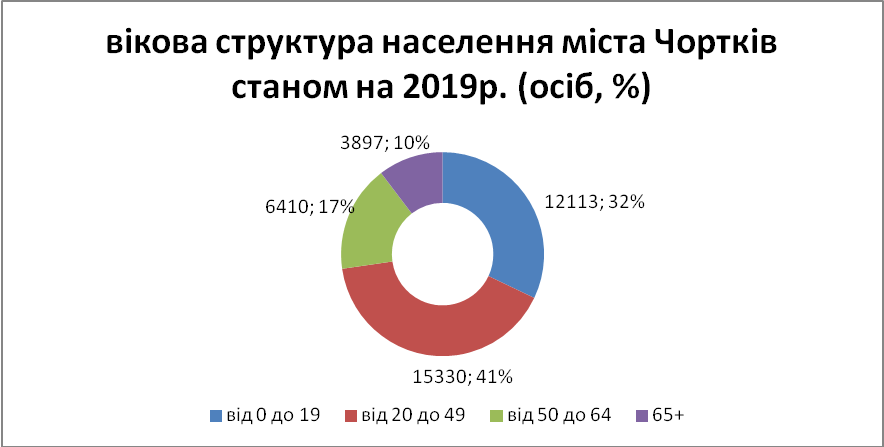 вікова структура населення міста Чортків
станом на 2019р. (осіб, %)
3897; 10%
12113; 32%
6410; 17%
15330; 41%
від 0 до 19
від 20 до 49
від 50 до 64
65+